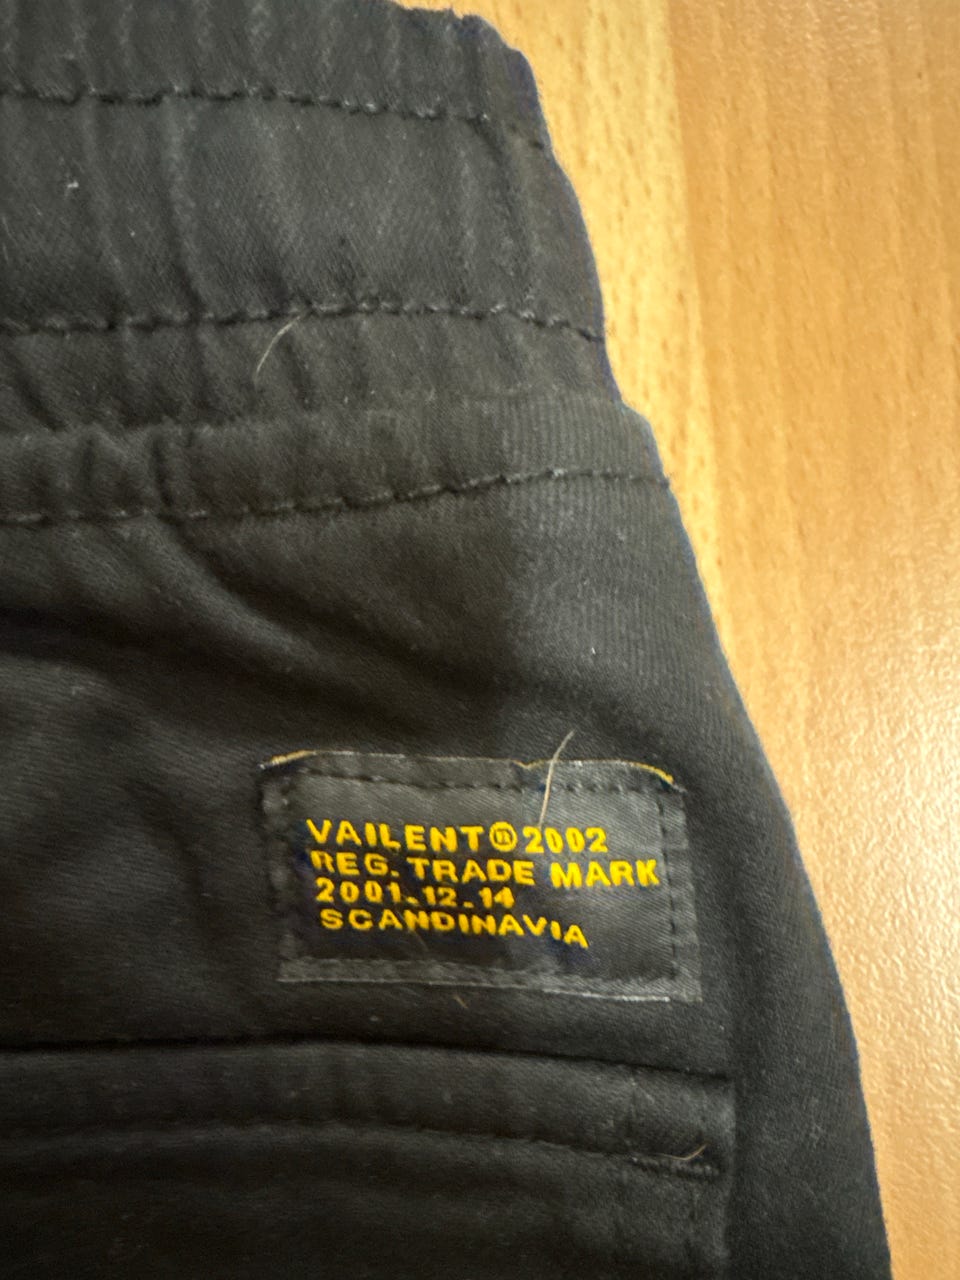 VAILENT ® 2002
REG. TRADE MARK
2001.12.14
SCANDINAVIA